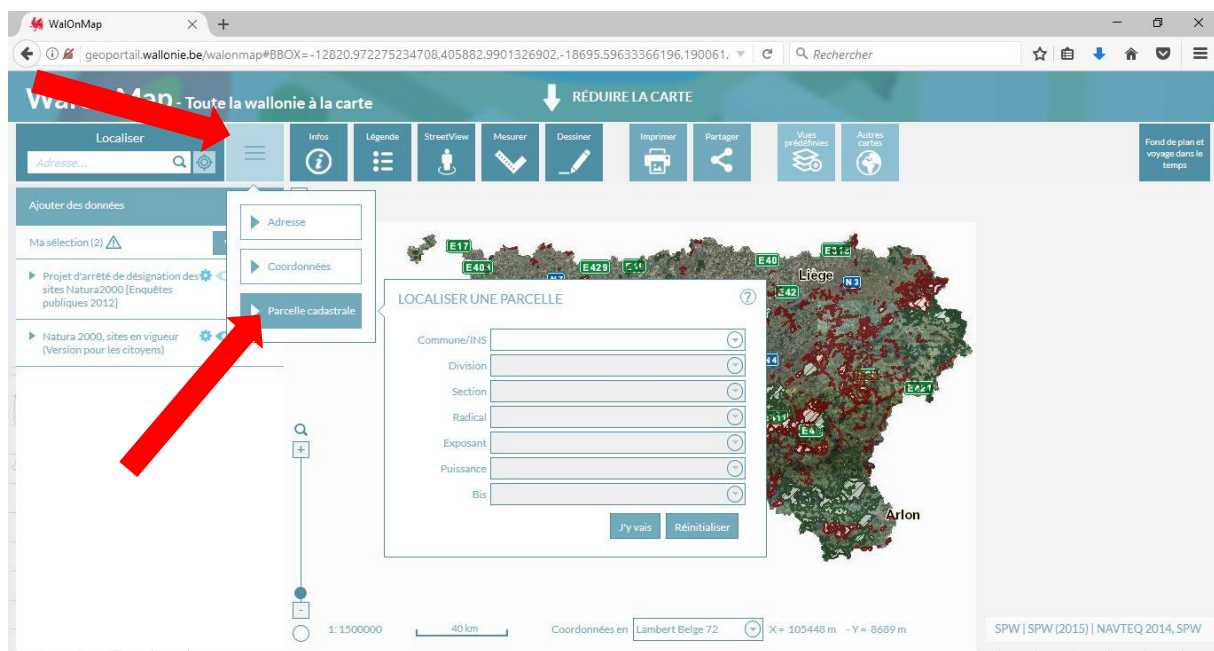 WalOnMap
geoportail.wallonie.be/walonmap#BBOX=-12820.972275234708,405882.9901326902,-18695.59633366196,190061.
Rechercher
- Toute la wallonie à la carte
RÉDUIRE LA CARTE
Localiser
Adresse...
Infos
Légende
StreetView
Mesurer
Dessiner
Imprimer
Partager
Vues
prédéfinies
Autres
cartes
Fond de plan et
voyage dans le
temps
Ajouter des données
Ma sélection (2)
Projet d'arrêté de désignation des
sites Natura2000 [Enquêtes
publiques 2012]
Natura 2000, sites en vigueur
(Version pour les citoyens)
Adresse
Coordonnées
Parcelle cadastrale
LOCALISER UNE PARCELLE
?
Commune/INS
Division
Section
Radical
Exposant
Puissance
Bis
J'y vais
Réinitialiser
E17
E429
E40
E42
Liège
N3
Arlon
+
-
1: 1500000
40 km
Coordonnées en
Lambert Belge 72
X = 105448 m - Y = 8689 m
SPW | SPW (2015) | NAVTEQ 2014, SPW